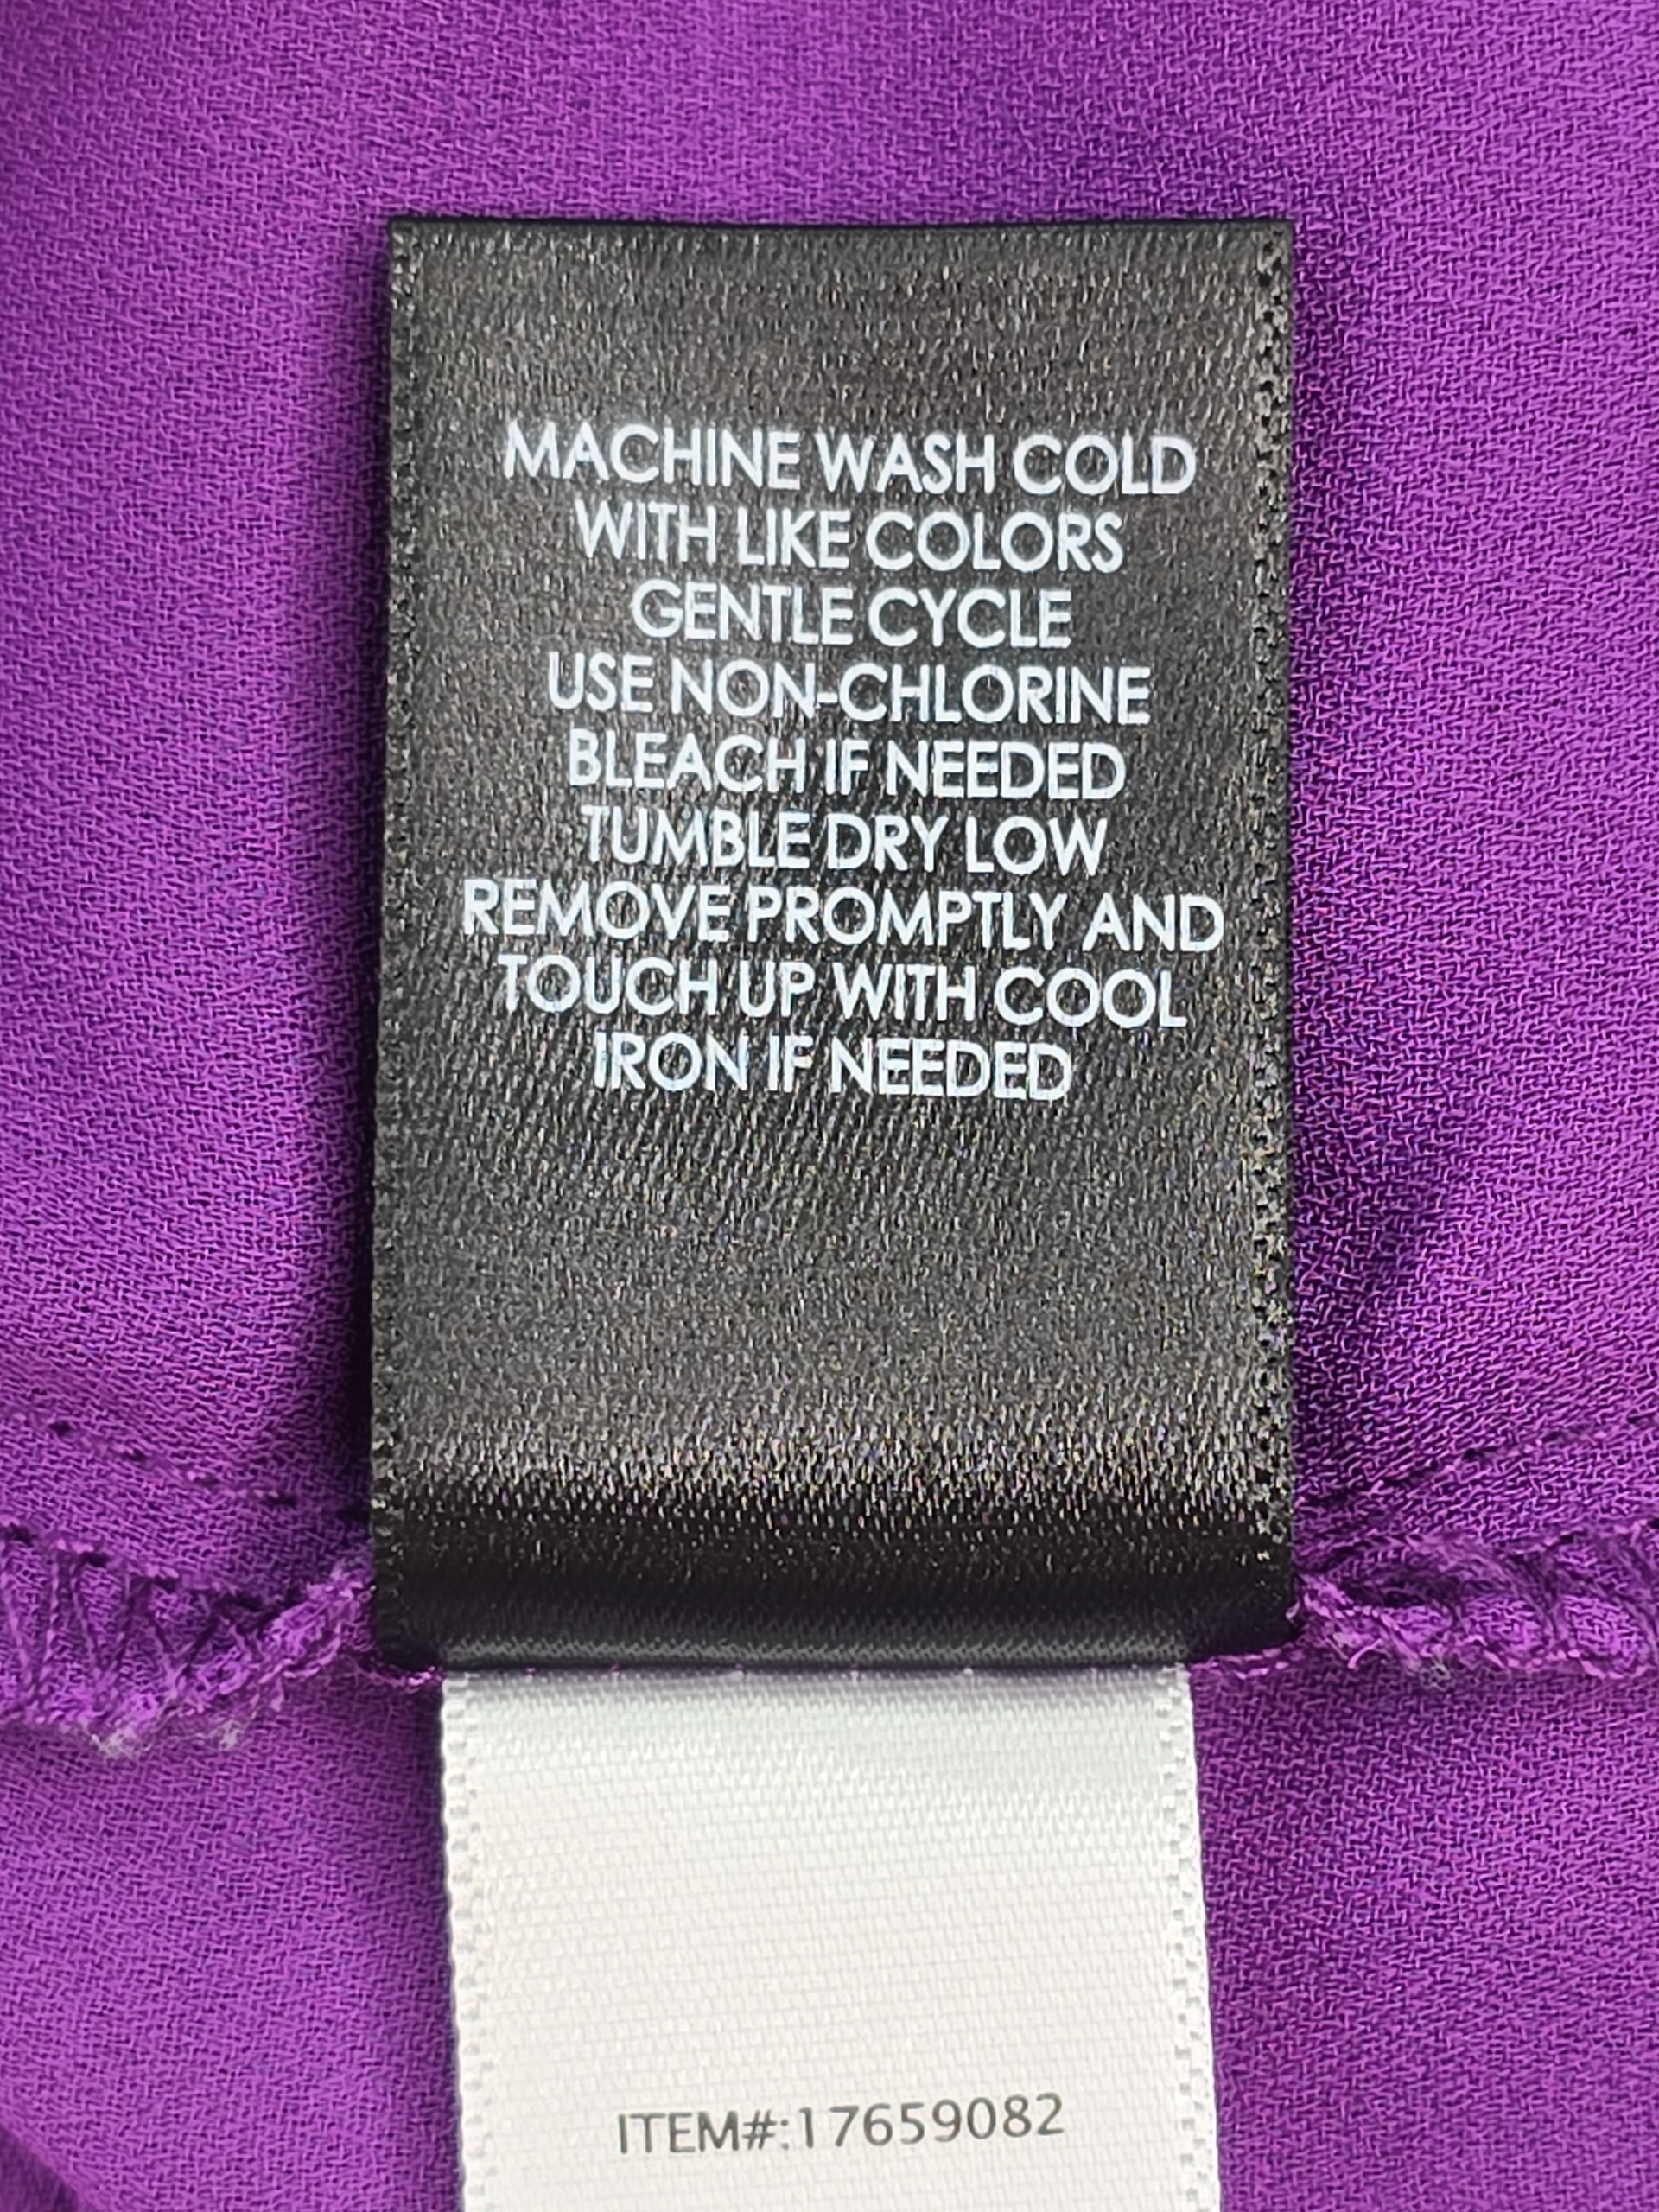 MACHINE WASH COLD
WITH LIKE COLORS
GENTLE CYCLE
USE NON-CHLORINE
BLEACH IF NEEDED
TUMBLE DRY LOW
REMOVE PROMPTLY AND
TOUCH UP WITH COOL
IRON IF NEEDED
ITEM#:17659082